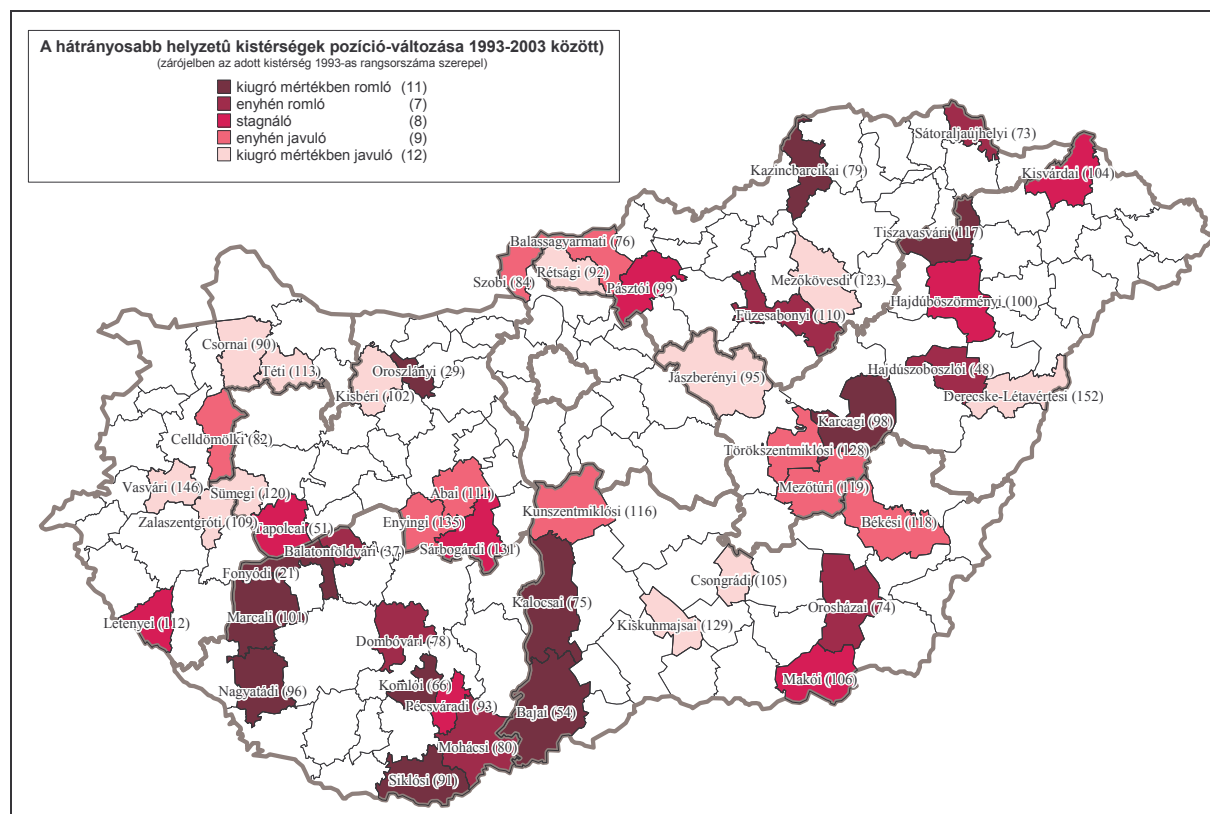 A hátrányosabb helyzetû kistérségek pozíció-változása 1993-2003 között)
(zárójelben az adott kistérség 1993-as rangsorszáma szerepel)
kiugró mértékben romló (11)
enyhén romló (7)
stagnáló (8)
enyhén javuló (9)
kiugró mértékben javuló (12)
Sátoraljaújhelyi (73)
Kazincbarcikai (79)
Kisvárdai (104)
Tiszavasvári (117)
Balassagyarmati (76)
Rétsági (92)
Szobi (84)
Pásztói (99)
Mezőkövesdi (123)
Hajdúböszörményi (100)
Füzesabonyi (110)
Csornai (90)
Téti (113)
Oroszlányi (29)
Kisbéri (102)
Jászberényi (95)
Hajdúszoboszlói (48)
Derecske-Létavértesi (152)
Karcagi (98)
Celldömölki (82)
Törökszentmiklósi (128)
Vasvári (146)
Sümegi (120)
Abai (111)
Mezőtúri (119)
Zalaszentgróti (109)
Tapolcai (51)
Enyingi (135)
Kunszentmiklósi (116)
Békési (118)
Balatonföldvári (37)
Sárbogárdi (131)
Fonyódi (21)
Csongrádi (105)
Kalocsai (75)
Orosházai (74)
Marcali (101)
Letenyei (112)
Kiskunmajsai (129)
Dombóvári (78)
Makói (106)
Komlói (66)
Nagyatádi (96)
Pécsváradi (93)
Bajai (54)
Mohácsi (80)
Siklósi (91)